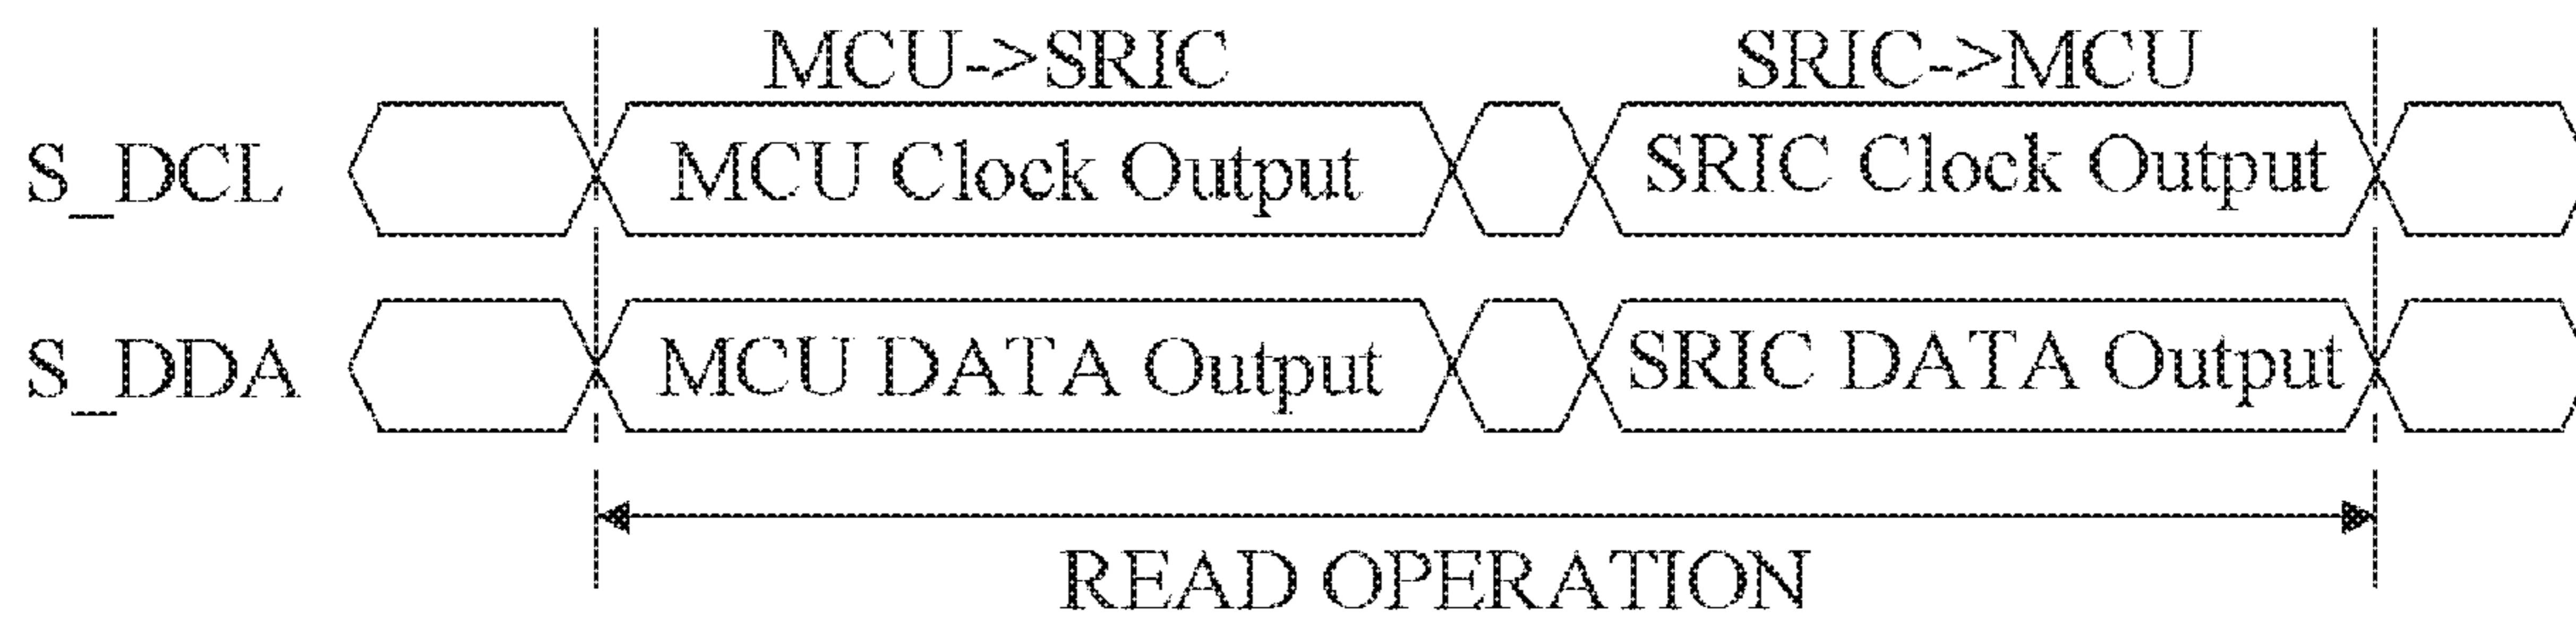 MCU->SRIC SRIC->MCU
S_DCL MCU Clock Output SRIC Clock Output
S_DDA MCU DATA Output SRIC DATA Output
READ OPERATION